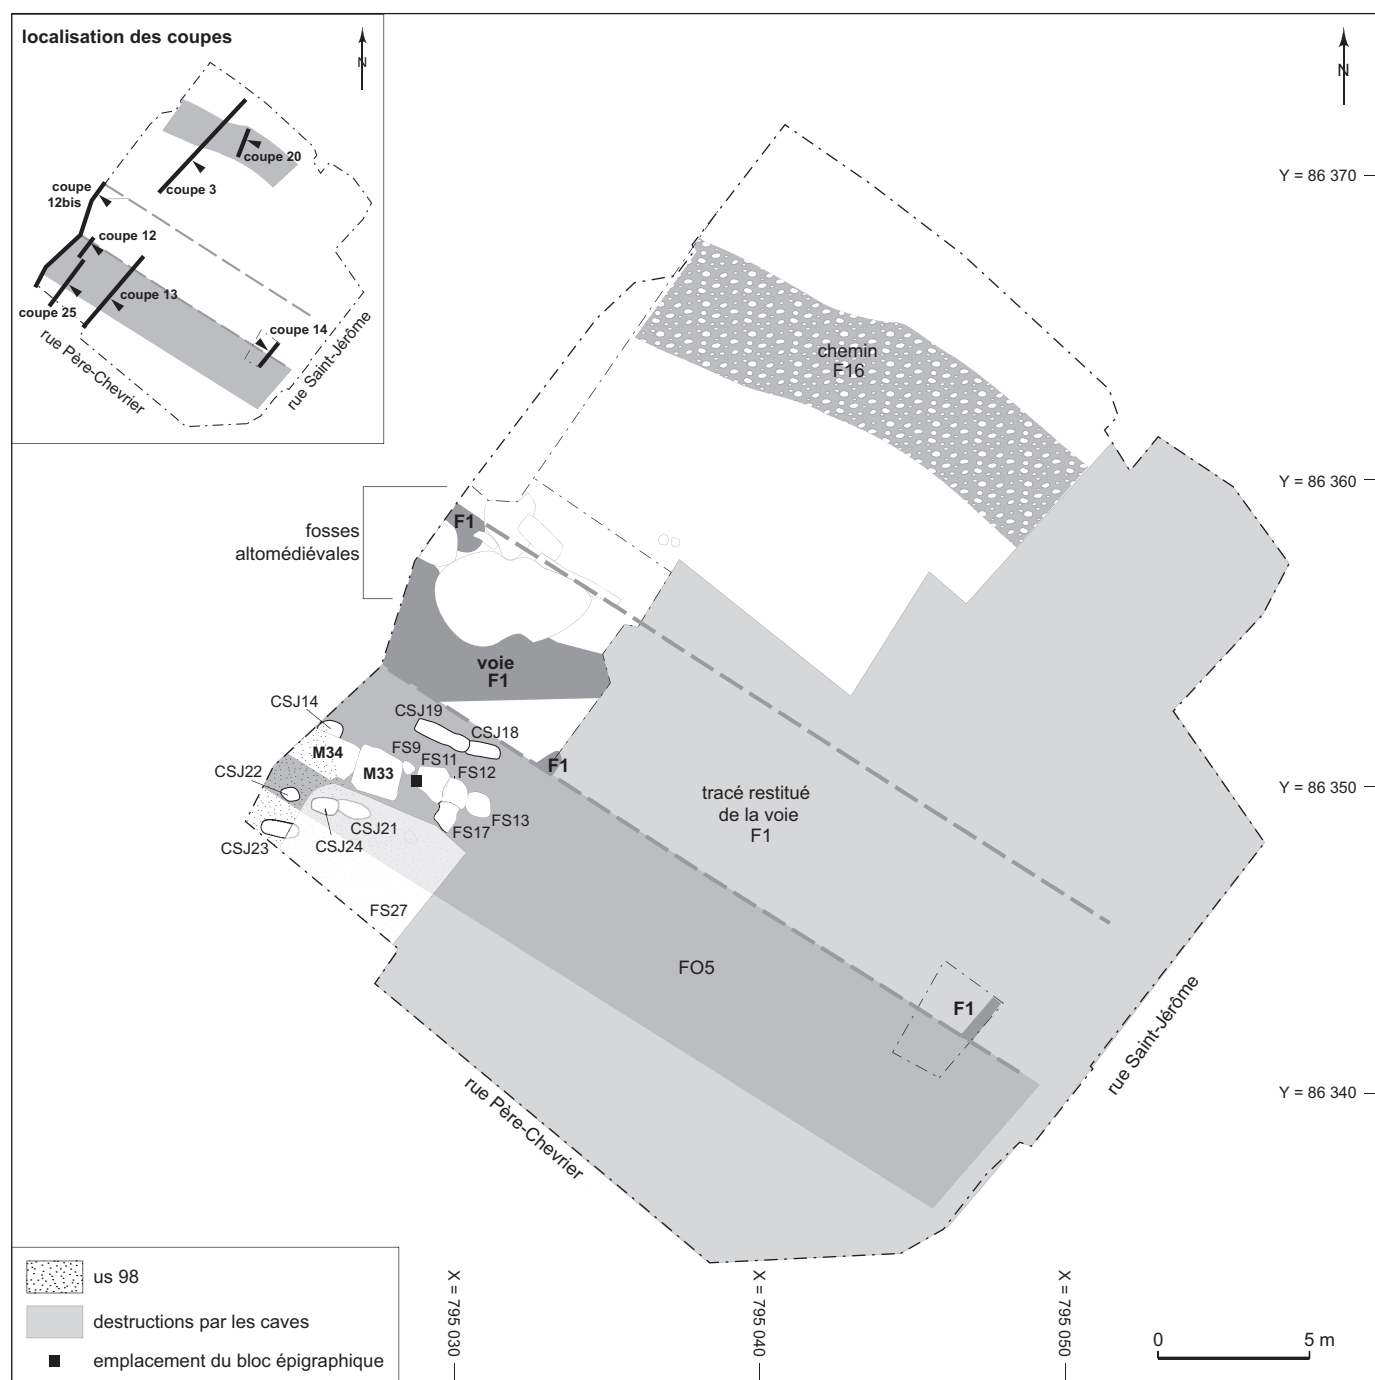 localisation des coupes
N
coupe 20
coupe 3
coupe
12bis
coupe 12
coupe 13
coupe 25
coupe 14
rue Père-Chevrier
rue Saint-Jérôme
N
Y = 86 370
chemin
F16
Y = 86 360
fosses
altomédiévales
F1
voie
F1
CSJ14
CSJ19
CSJ18
M34
FS9
FS11
F1
CSJ22
M33
FS12
Y = 86 350
tracé restitué
de la voie
F1
FS13
CSJ21
FS17
CSJ23
CSJ24
FS27
FO5
F1
rue Saint-Jérôme
rue Père-Chevrier
Y = 86 340
us 98
destructions par les caves
emplacement du bloc épigraphique
X = 795 030
X = 795 040
X = 795 050
0
5 m